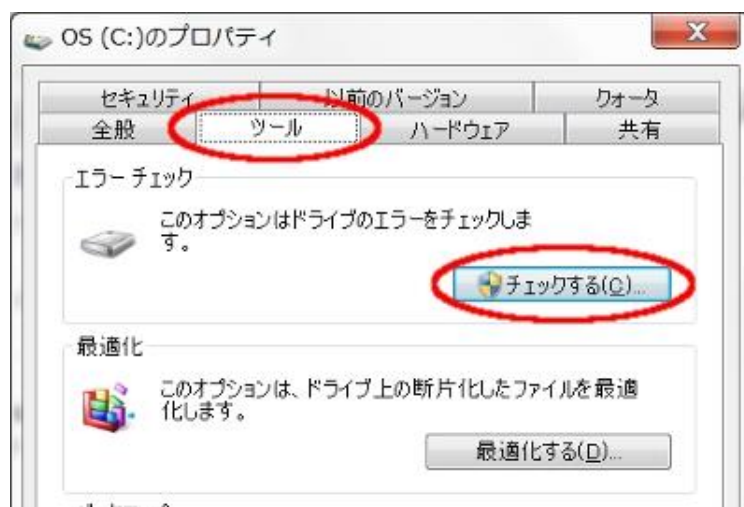 OS (C:)のプロパティ
セキュリティ 以前のバージョン クォータ
全般 ツール ハードウェア 共有
エラー チェック
このオプションはドライブのエラーをチェックしま
す。
チェックする(C)...
最適化
このオプションは、ドライブ上の断片化したファイルを最適
化します。
最適化する(D)...